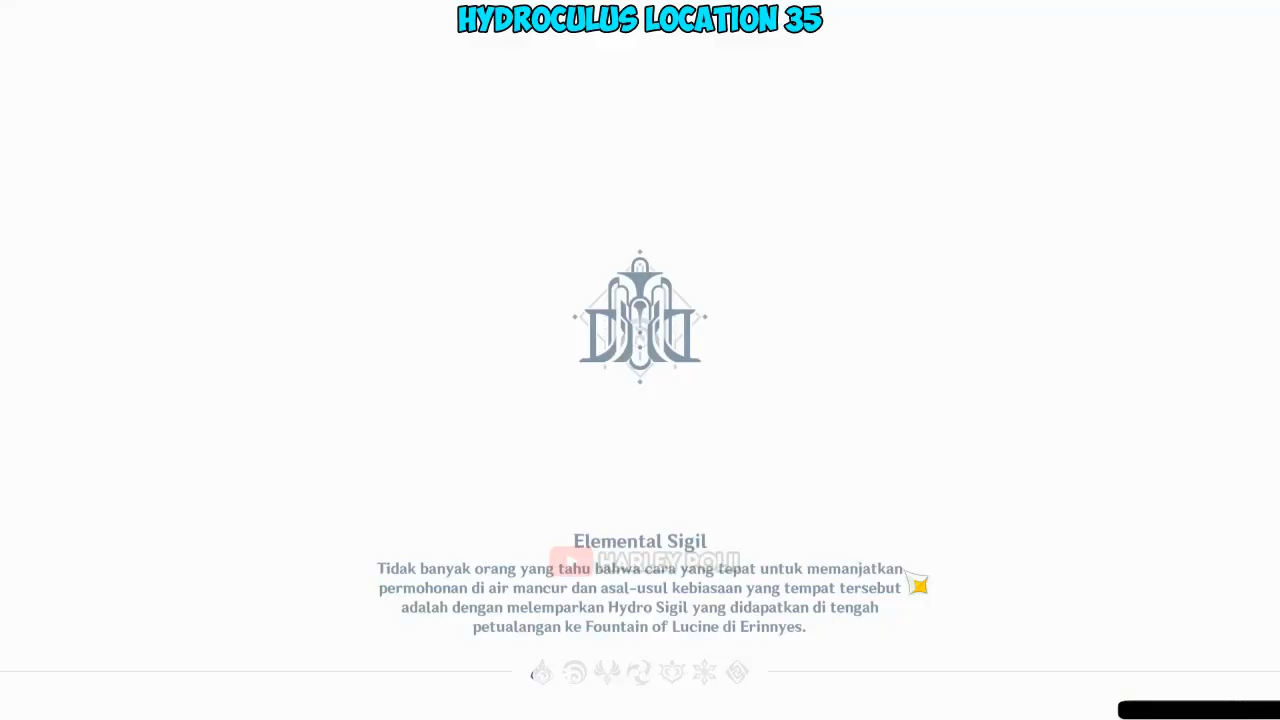 HYDROCULUS LOCATION 35
Elemental Sigil
HARLEY POLII
Tidak banyak orang yang tahu bahwa cara yang tepat untuk memanjatkan
permohonan di air mancur dan asal-usul kebiasaan yang tempat tersebut
adalah dengan melemparkan Hydro Sigil yang didapatkan di tengah
petualangan ke Fountain of Lucine di Erinnyes.